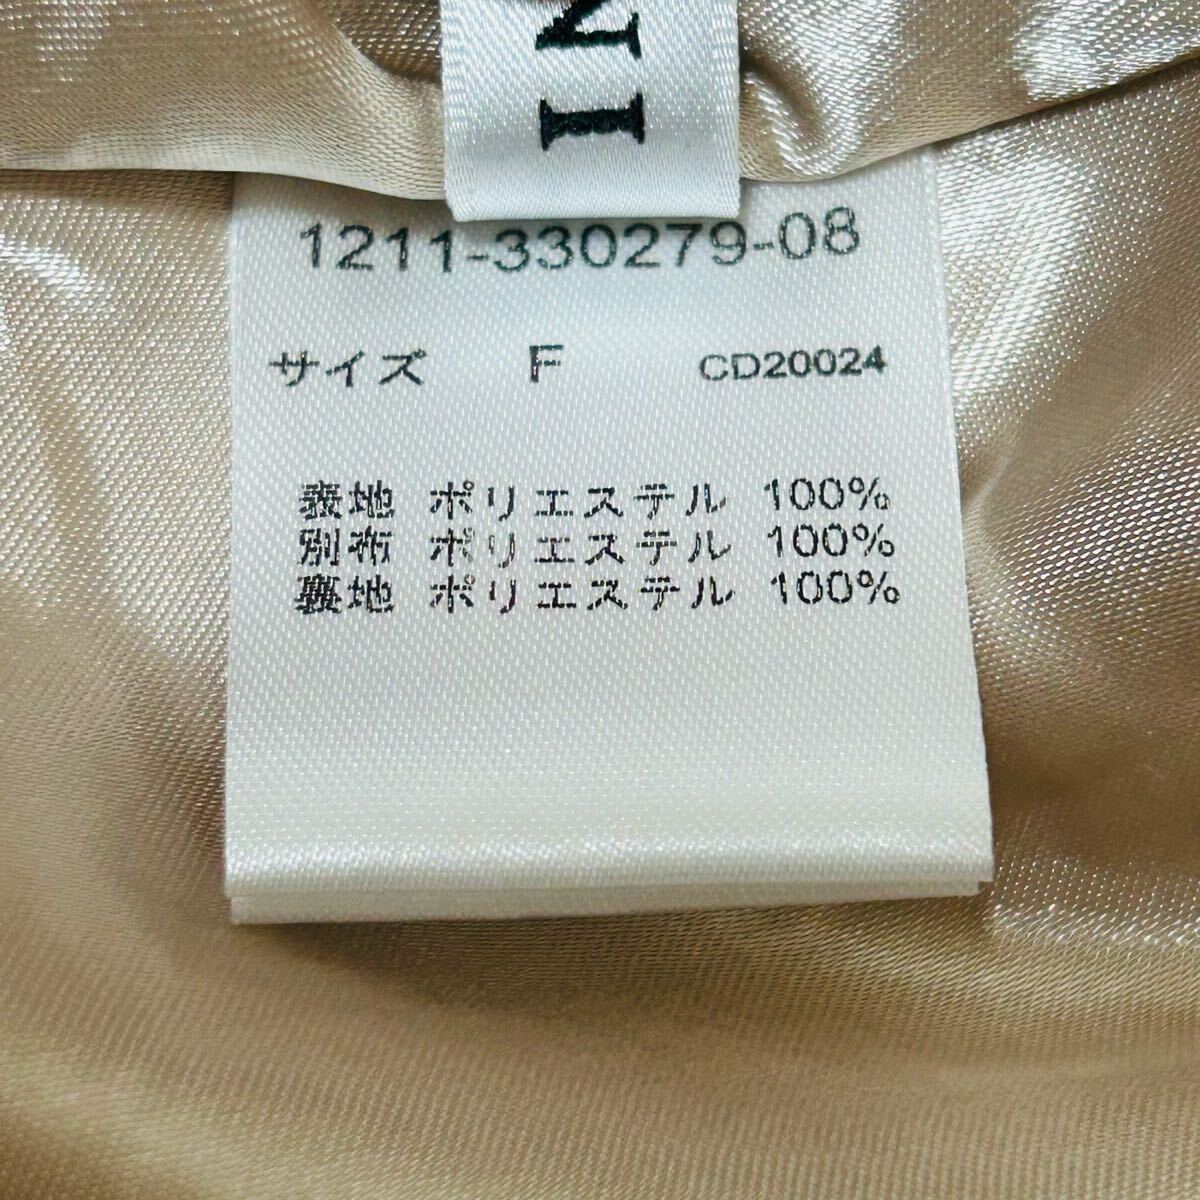 IN
1211-330279-08
サイズ F CD20024
表地 ポリエステル 100%
別布 ポリエステル 100%
裏地 ポリエステル 100%